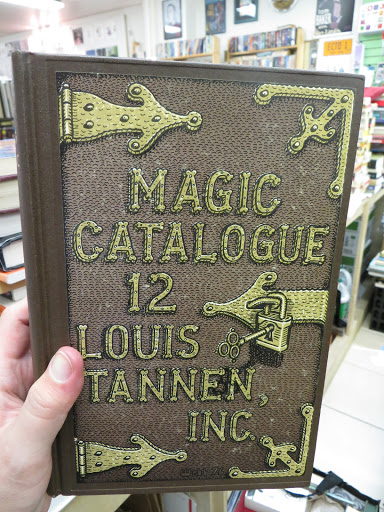 MAGIC
CATALOGUE
12
LOUIS
TANNEN,
INC.